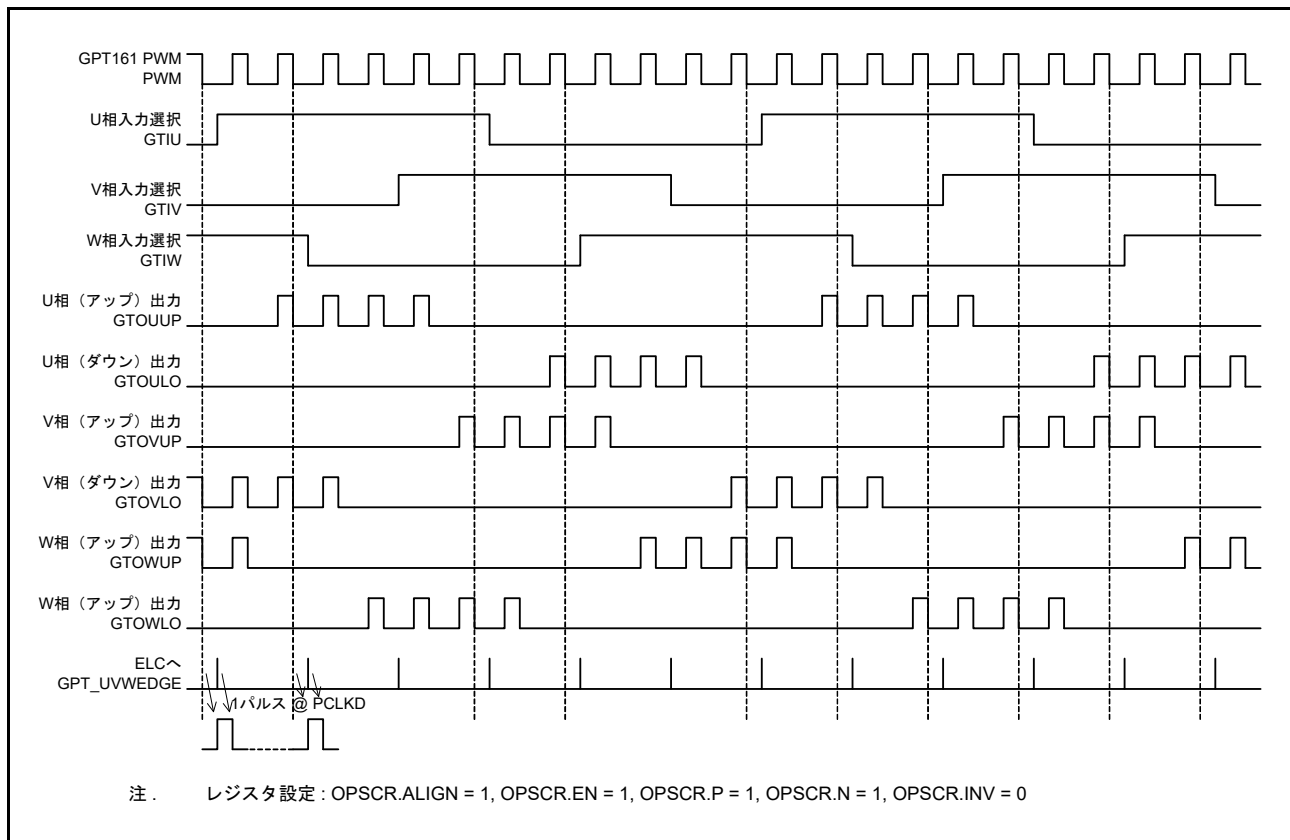 GPT161 PWM
PWM
U相入力選択
GTIU
V相入力選択
GTIV
W相入力選択
GTIW
U相（アップ）出力
GTOUUP
U相（ダウン）出力
GTOULO
V相（アップ）出力
GTOVUP
V相（ダウン）出力
GTOVLO
W相（アップ）出力
GTOWUP
W相（アップ）出力
GTOWLO
ELCへ
GPT_UVWEDGE
1パルス @ PCLKD
注 . レジスタ設定 : OPSCR.ALIGN = 1, OPSCR.EN = 1, OPSCR.P = 1, OPSCR.N = 1, OPSCR.INV = 0